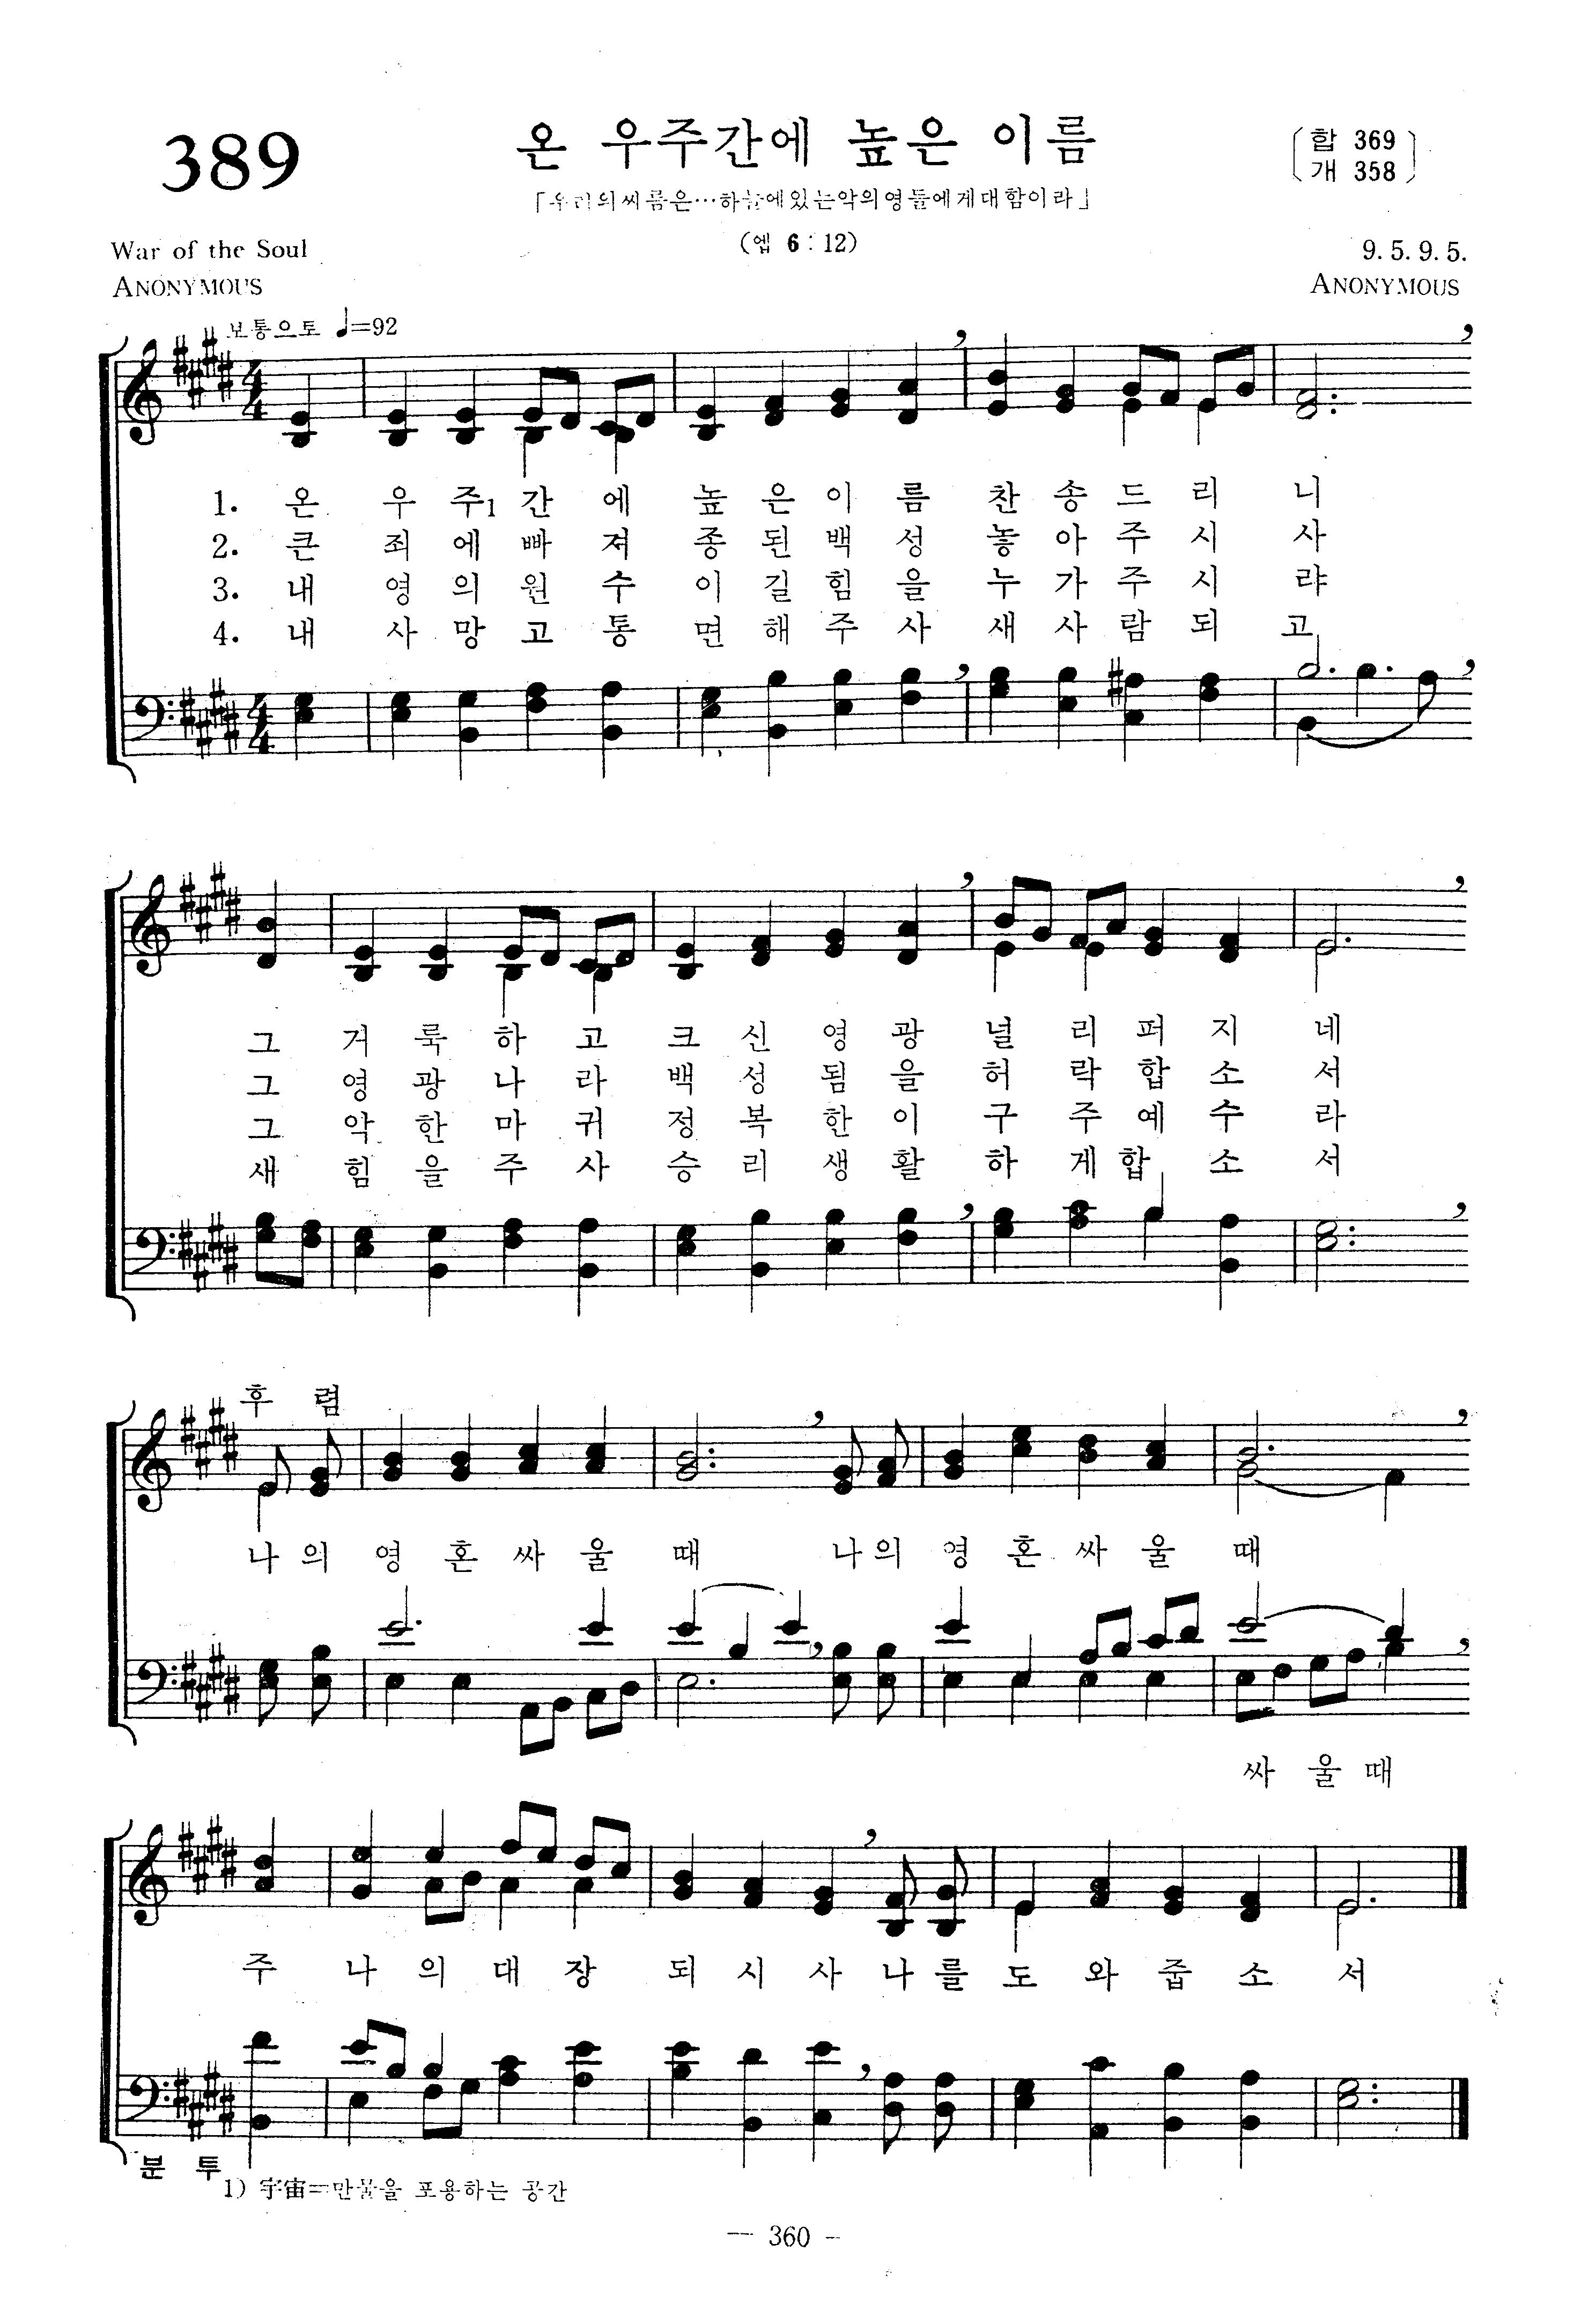 389
온 우주간에 높은 이름
합 369
개 358
「우리의씨름은…하늘에있는악의영들에게대함이라」
(엡 6 : 12)
War of the Soul
9. 5. 9. 5.
ANONYMOUS
ANONYMOUS
보통으로 ♩=92
1. 온 우 주1 간 에 높 은 이 름 찬 송 드 리 니
2. 큰 죄 에 빠 져 종 된 백 성 놓 아 주 시 사
3. 내 영 의 원 수 이 길 힘 을 누 가 주 시 랴
4. 내 사 망 고 통 면 해 주 사 새 사 람 되 고
그 거 룩 하 고 크 신 영 광 널 리 퍼 지 네
그 영 광 나 라 백 성 됨 을 허 락 합 소 서
그 악 한 마 귀 정 복 한 이 구 주 예 수 라
새 힘 을 주 사 승 리 생 활 하 게 합 소 서
후 렴
나 의 영 혼 싸 울 때 나 의 영 혼 싸 울 때
싸 울 때
주 나 의 대 장 되 시 사 나 를 도 와 줍 소 서
분 투
1) 宇宙=만물을 포용하는 공간
— 360 –